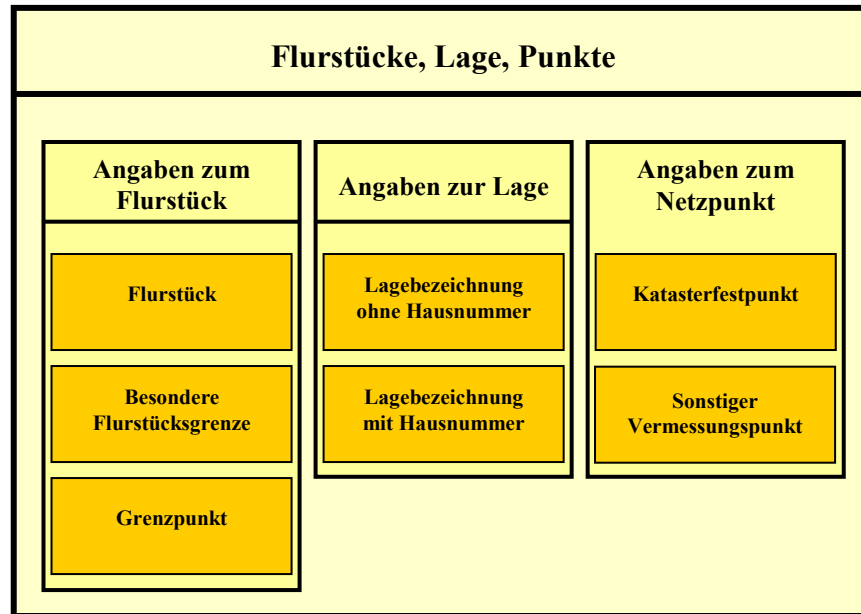 Flurstücke, Lage, Punkte
Angaben zum
Flurstück
Flurstück
Besondere
Flurstücksgrenze
Grenzpunkt
Angaben zur Lage
Lagebezeichnung
ohne Hausnummer
Lagebezeichnung
mit Hausnummer
Angaben zum
Netzpunkt
Katasterfestpunkt
Sonstiger
Vermessungspunkt